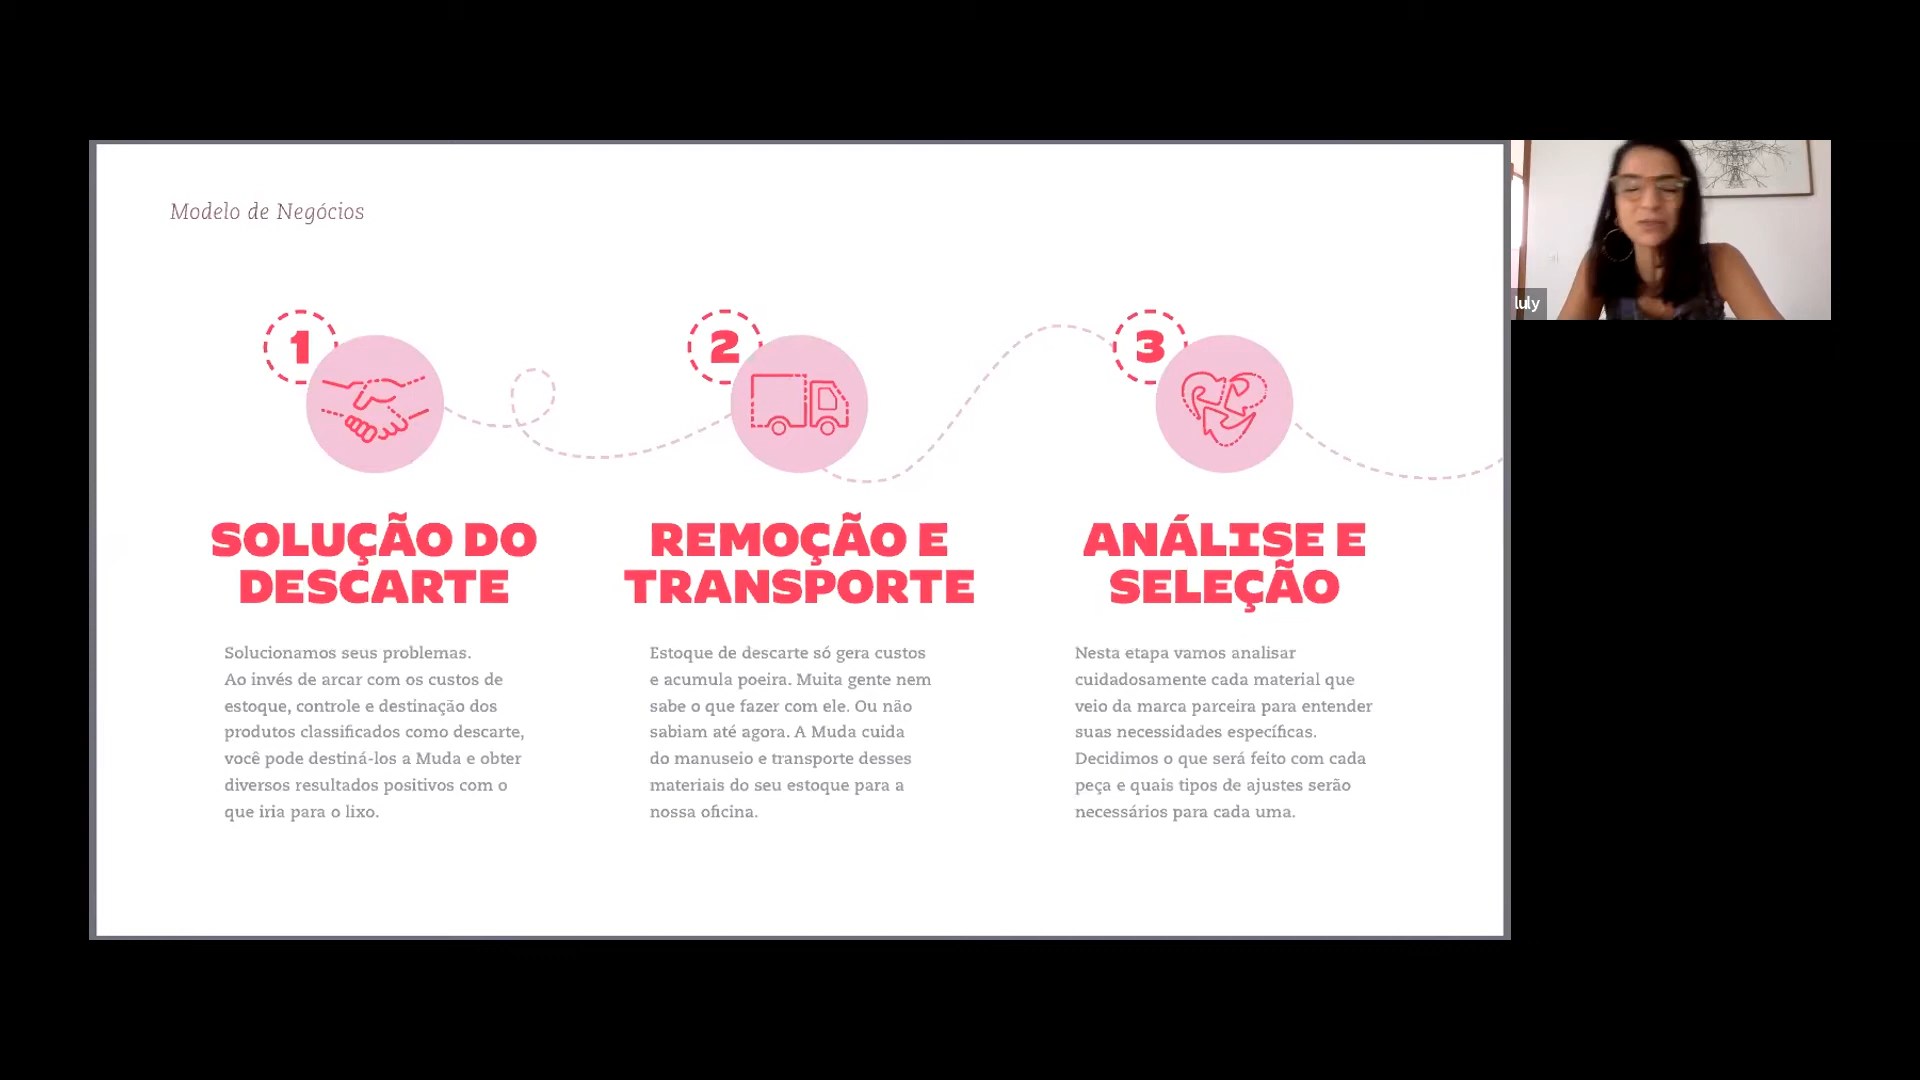 Modelo de Negócios
1
SOLUÇÃO DO
DESCARTE
Solucionamos seus problemas.
Ao invés de arcar com os custos de
estoque, controle e destinação dos
produtos classificados como descarte,
você pode destiná-los a Muda e obter
diversos resultados positivos com o
que iria para o lixo.
2
REMOÇÃO E
TRANSPORTE
Estoque de descarte só gera custos
e acumula poeira. Muita gente nem
sabe o que fazer com ele. Ou não
sabiam até agora. A Muda cuida
do manuseio e transporte desses
materiais do seu estoque para a
nossa oficina.
3
ANÁLISE E
SELEÇÃO
Nesta etapa vamos analisar
cuidadosamente cada material que
veio da marca parceira para entender
suas necessidades específicas.
Decidimos o que será feito com cada
peça e quais tipos de ajustes serão
necessários para cada uma.
luly